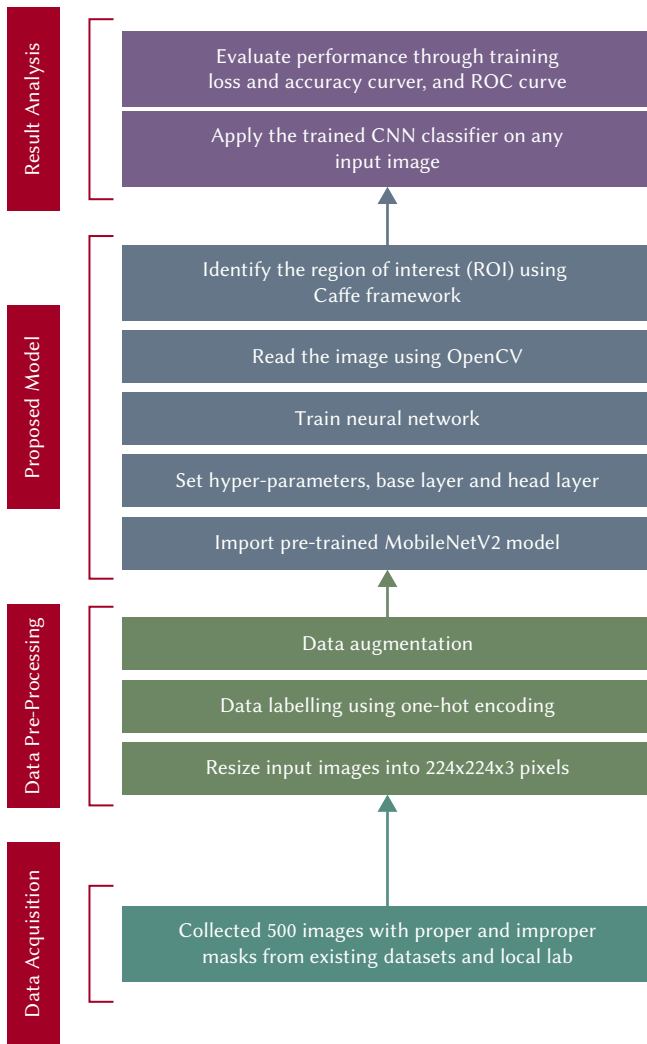 Result Analysis
Evaluate performance through training
loss and accuracy curver, and ROC curve
Apply the trained CNN classifier on any
input image
Proposed Model
Identify the region of interest (ROI) using
Caffe framework
Read the image using OpenCV
Train neural network
Set hyper-parameters, base layer and head layer
Import pre-trained MobileNetV2 model
Data Pre-Processing
Data augmentation
Data labelling using one-hot encoding
Resize input images into 224x224x3 pixels
Data Acquisition
Collected 500 images with proper and improper
masks from existing datasets and local lab